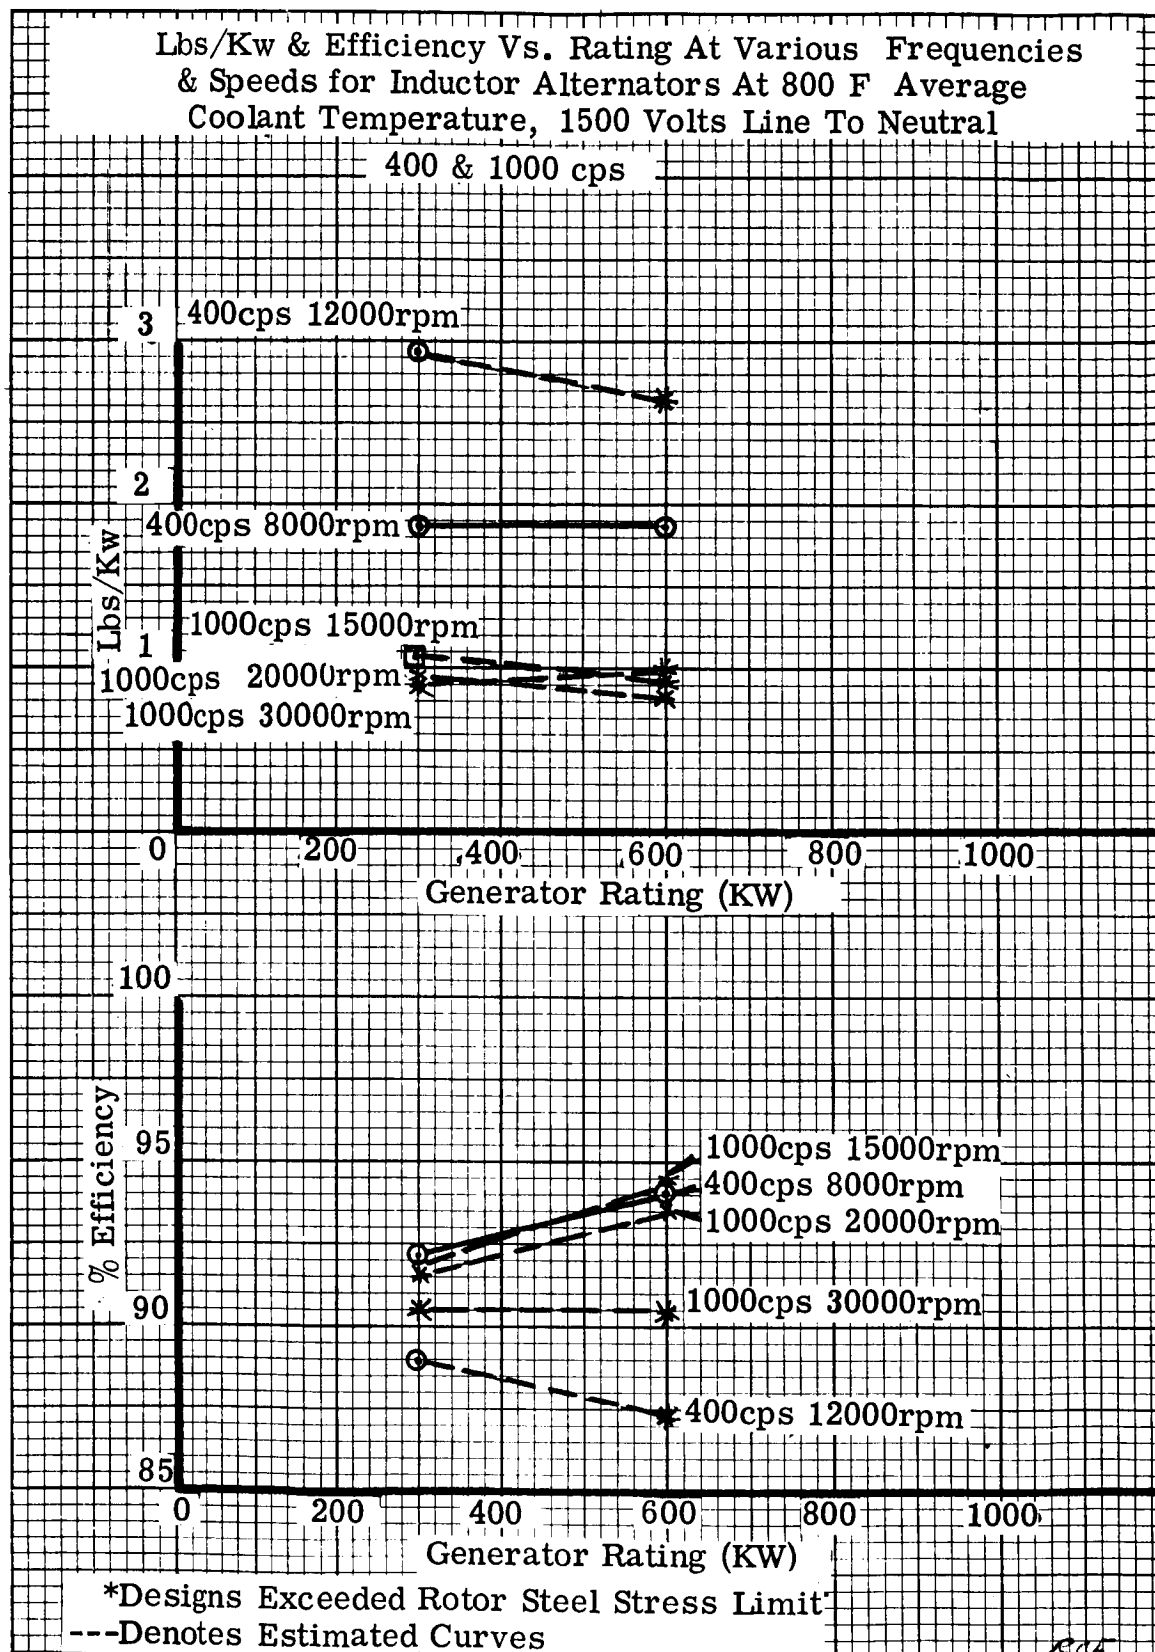 Lbs/Kw & Efficiency Vs. Rating At Various Frequencies
& Speeds for Inductor Alternators At 800 F Average
Coolant Temperature, 1500 Volts Line To Neutral
400 & 1000 cps
3
400cps 12000rpm
2
400cps 8000rpm
Lbs/Kw
1
1000cps 15000rpm
1000cps 20000rpm
1000cps 30000rpm
0 200 400 600 800 1000
Generator Rating (KW)
100
95
% Efficiency
1000cps 15000rpm
400cps 8000rpm
1000cps 20000rpm
90
1000cps 30000rpm
400cps 12000rpm
85
0 200 400 600 800 1000
Generator Rating (KW)
*Designs Exceeded Rotor Steel Stress Limit
---Denotes Estimated Curves